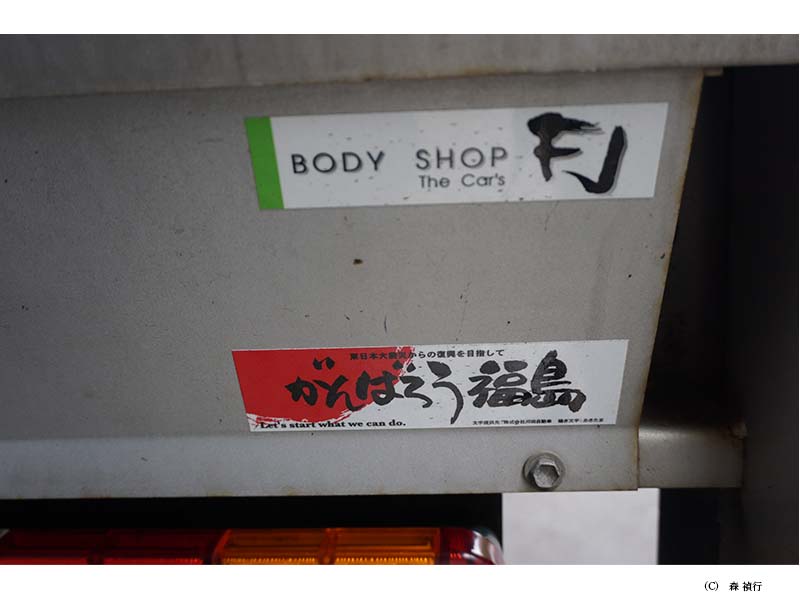 BODY SHOP FJ
The Car's
東日本大震災からの復興を目指して
がんばろう福島
Let's start what we can do.
(C) 森 禎行